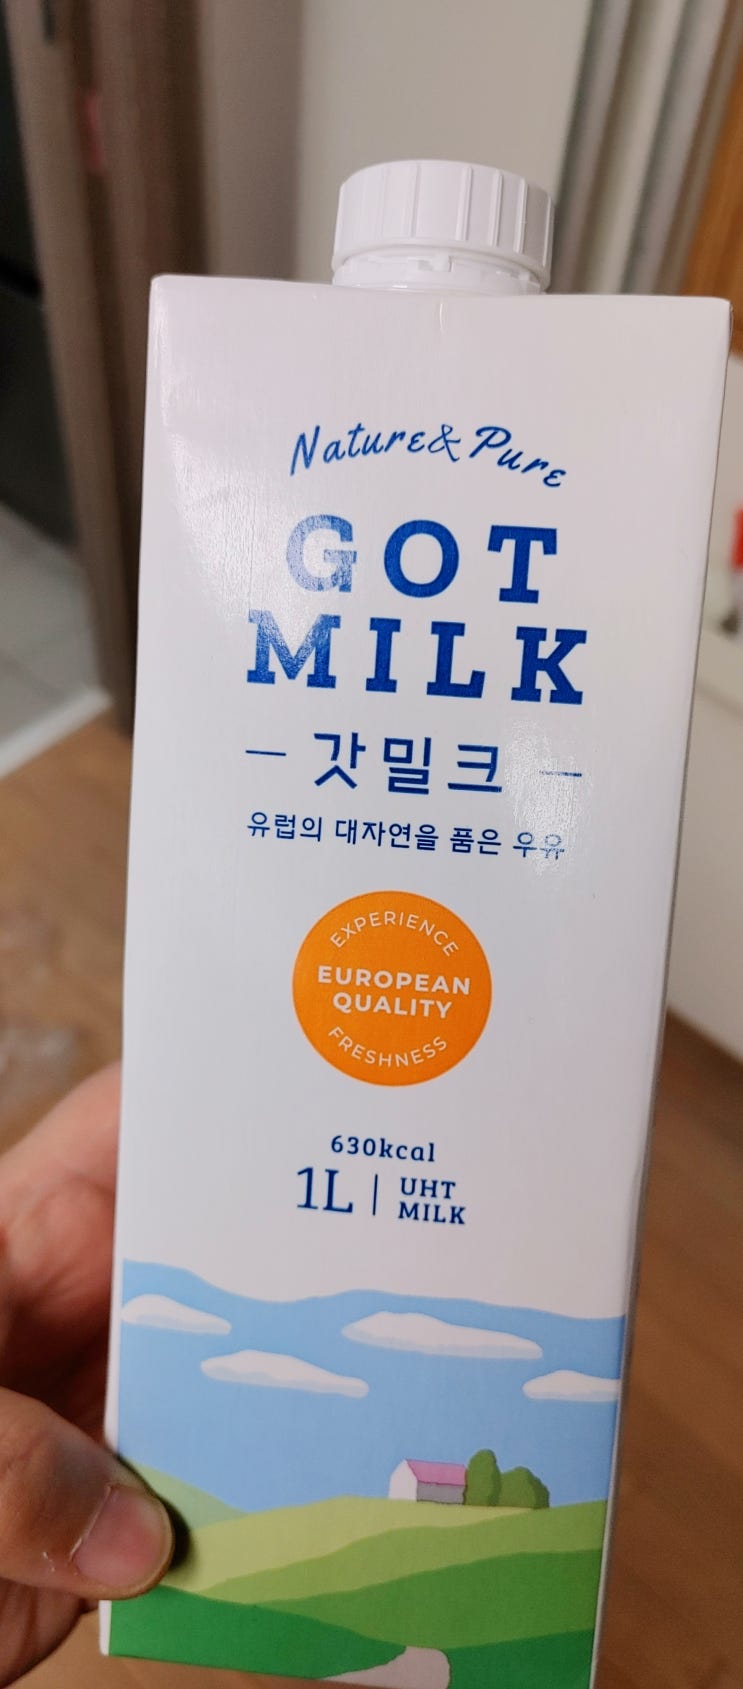 Nature&Pure
GOT
MILK
갓밀크
유럽의 대자연을 품은 우유
EXPERIENCE
EUROPEAN
QUALITY
FRESHNESS
630kcal
1L | UHT
MILK